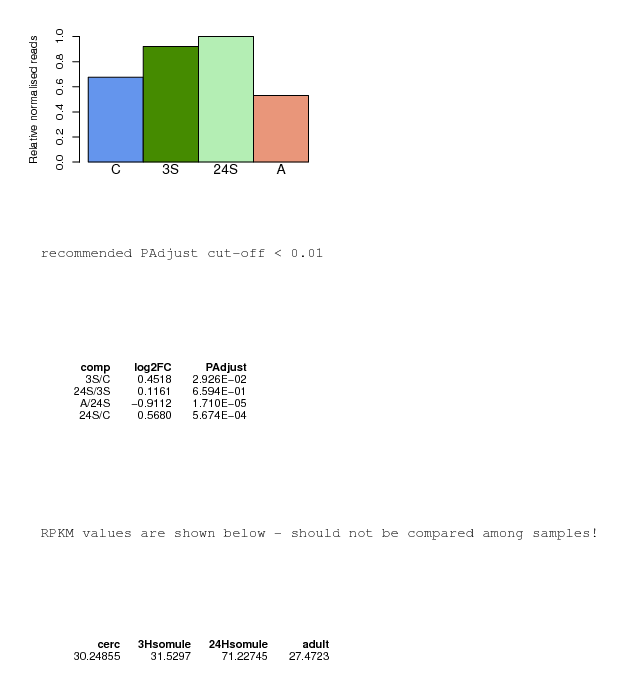 Relative normalised reads
1.0
0.8
0.6
0.4
0.2
0.0
C 3S 24S A
recommended PAdjust cut-off < 0.01
comp log2FC PAdjust
3S/C 0.4518 2.926E-02
24S/3S 0.1161 6.594E-01
A/24S -0.9112 1.710E-05
24S/C 0.5680 5.674E-04
RPKM values are shown below - should not be compared among samples!
cerc 3Hsomule 24Hsomule adult
30.24855 31.5297 71.22745 27.4723